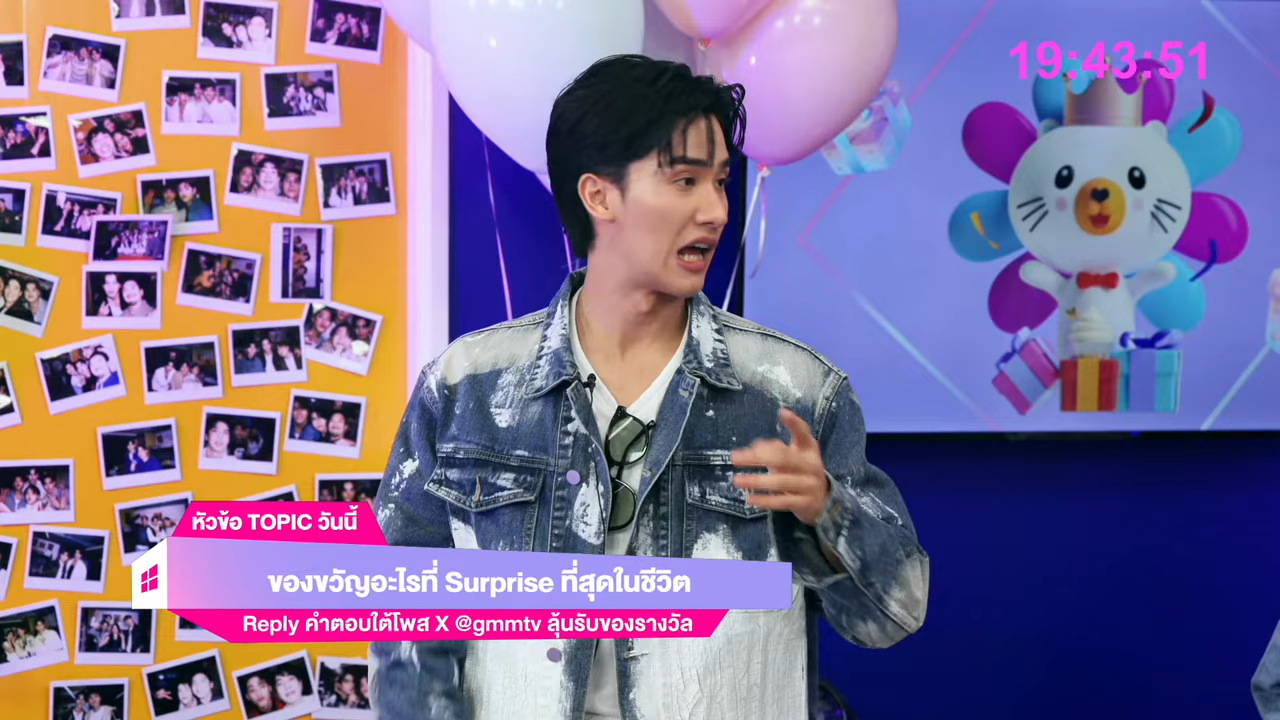 19:43:51
หัวข้อ TOPIC วันนี้
ของขวัญอะไรที่ Surprise ที่สุดในชีวิต
Reply คำตอบใต้โพส X @gmmtv ลุ้นรับของรางวัล